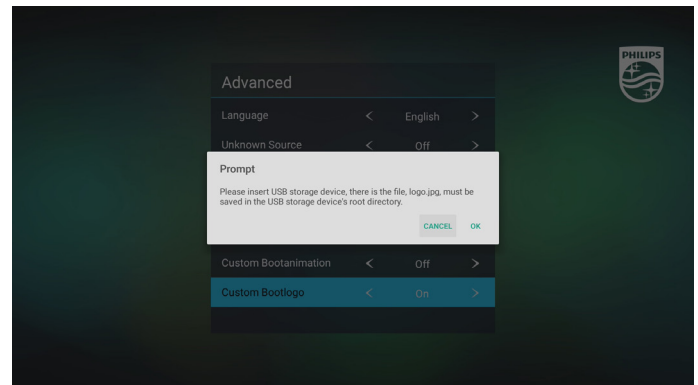 PHILIPS
Advanced
Language < English >
Unknown Source < Off >
Prompt
Please insert USB storage device, there is the file, logo.jpg, must be
saved in the USB storage device's root directory.
CANCEL OK
Custom Bootanimation < Off >
Custom Bootlogo < On >